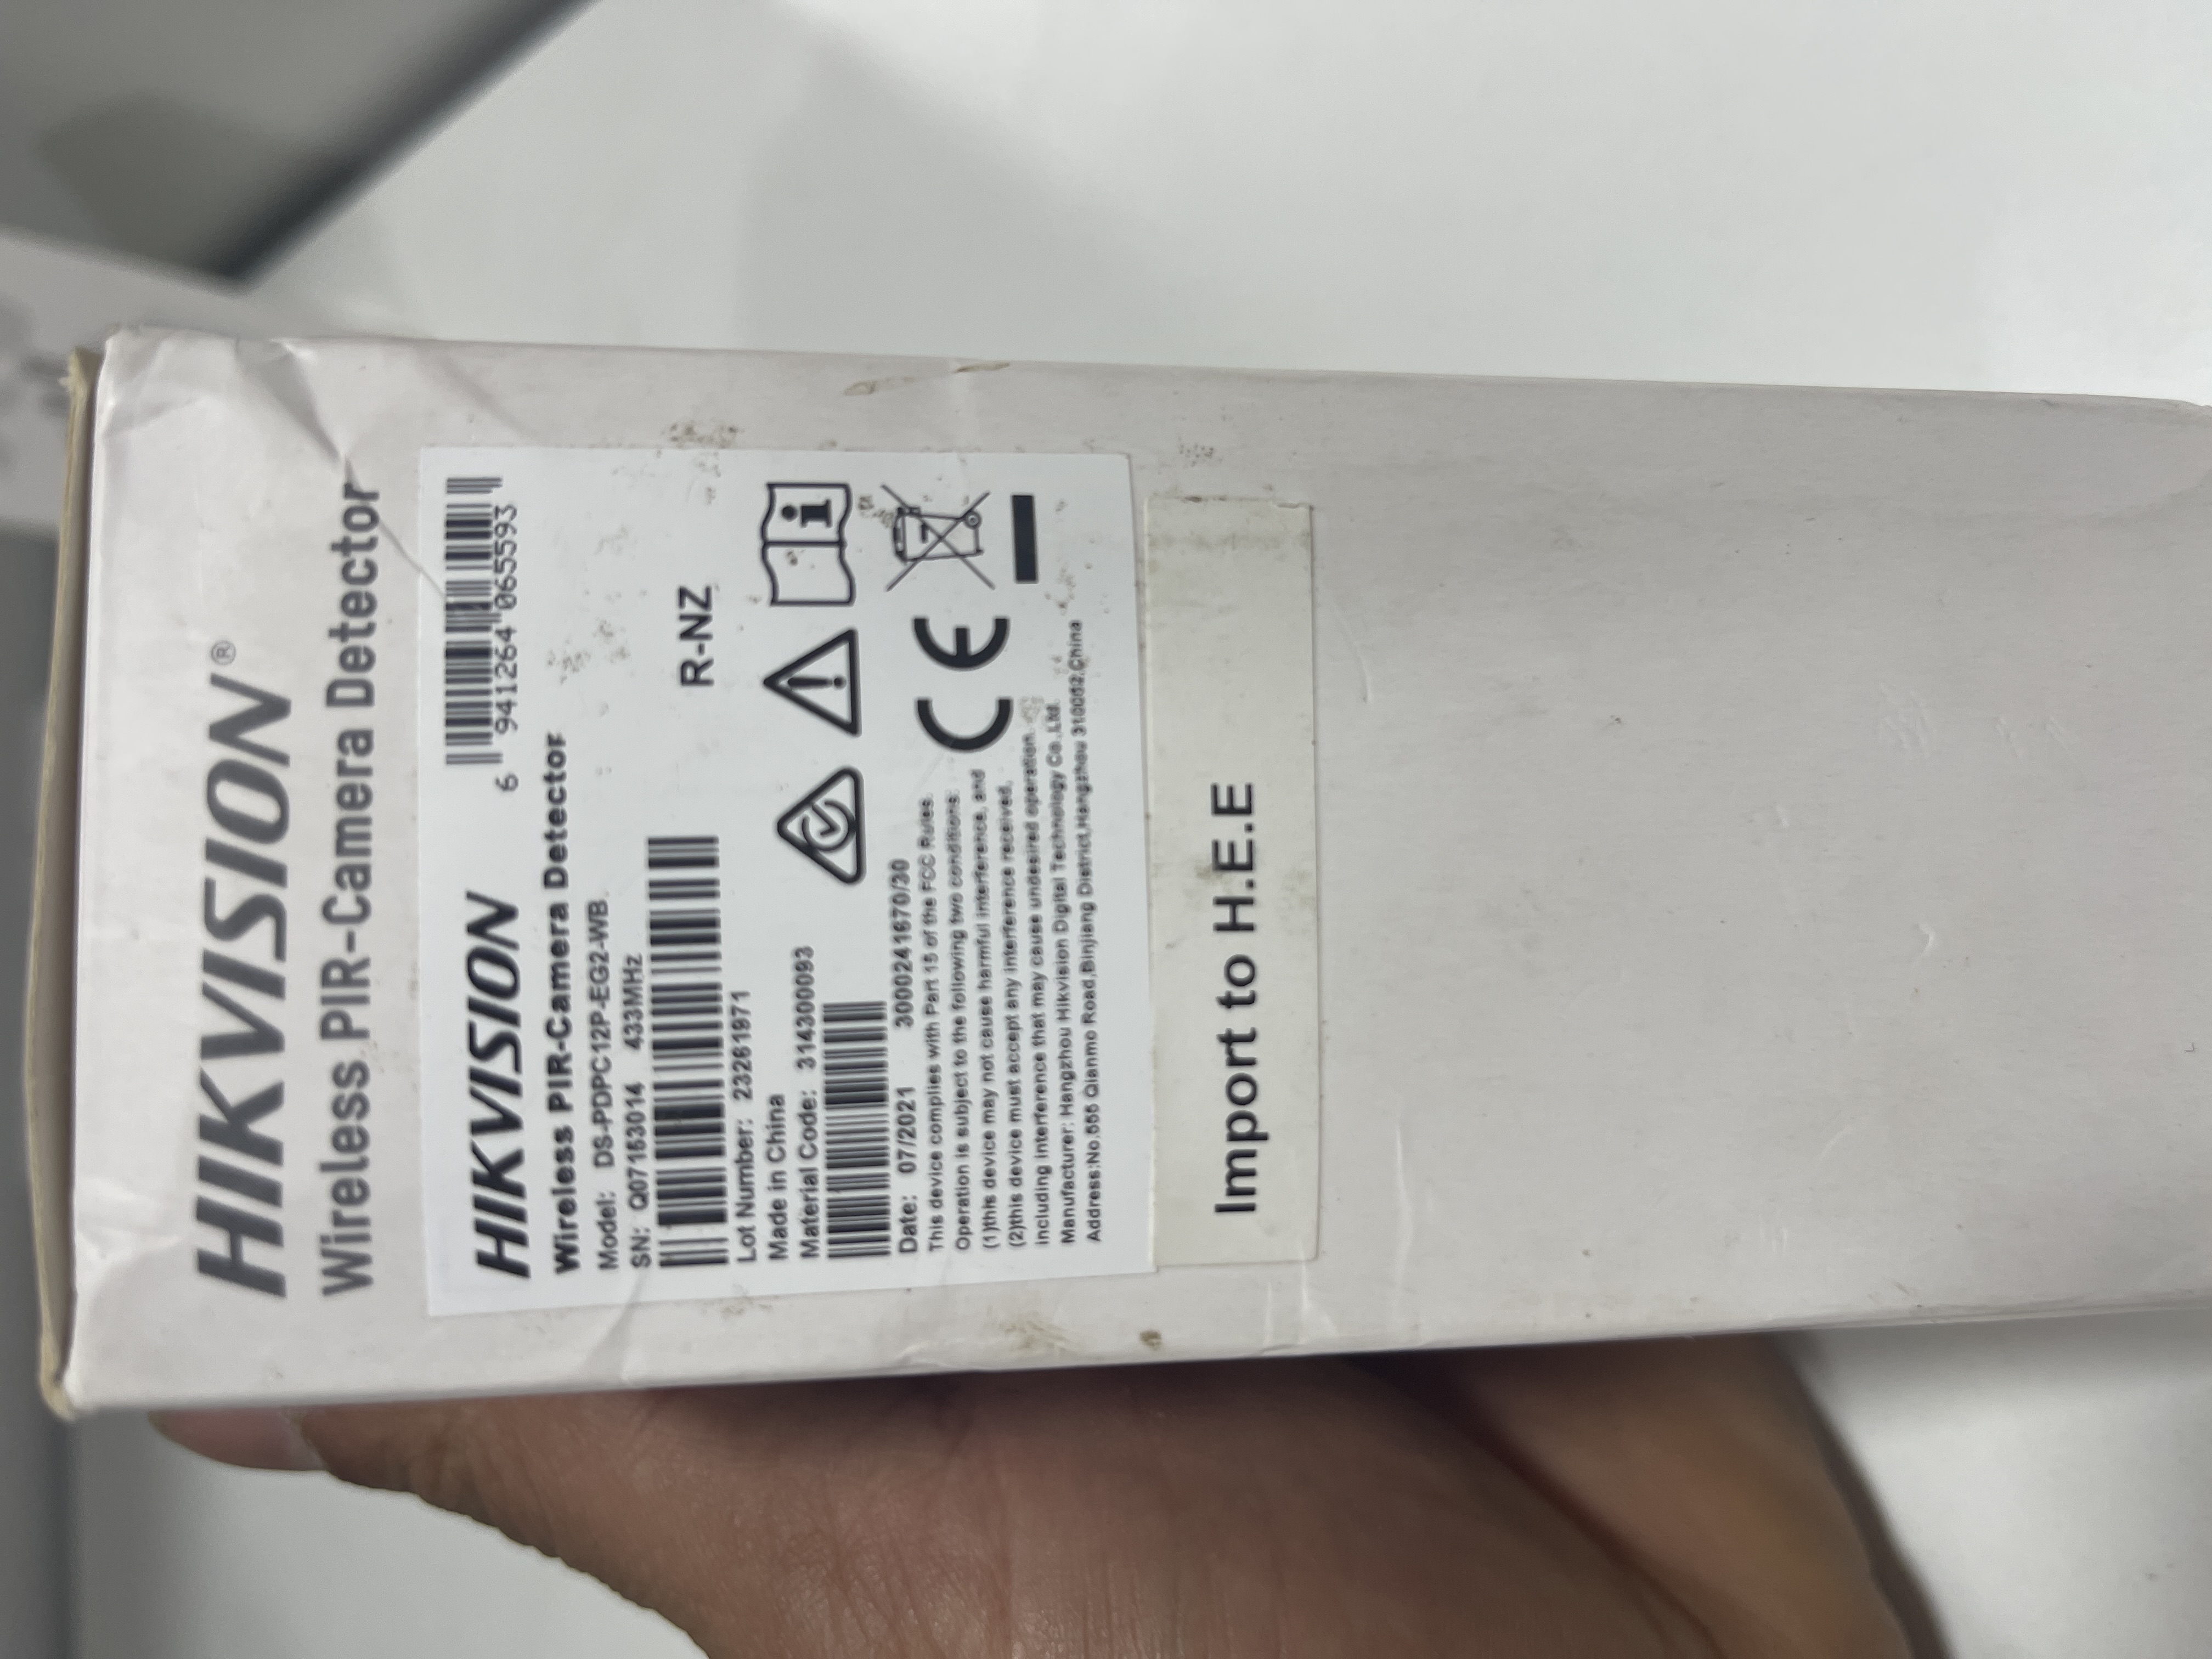 HIKVISION®
Wireless PIR-Camera Detector
6 941264 065593
HIKVISION
Wireless PIR-Camera Detector
Model: DS-PDPC12P-EG2-WB
SN: Q07153014 433MHz
R-NZ
Lot Number: 23261971
Made in China
Material Code: 314300093
Date: 07/2021 300024167O/30
This device complies with Part 15 of the FCC Rules.
Operation is subject to the following two conditions:
(1)this device may not cause harmful interference, and
(2)this device must accept any interference received,
including interference that may cause undesired operation.
Manufacturer: Hangzhou Hikvision Digital Technology Co.,Ltd.
Address:No.555 Qianmo Road,Binjiang District,Hangzhou 310052,China
CE
Import to H.E.E